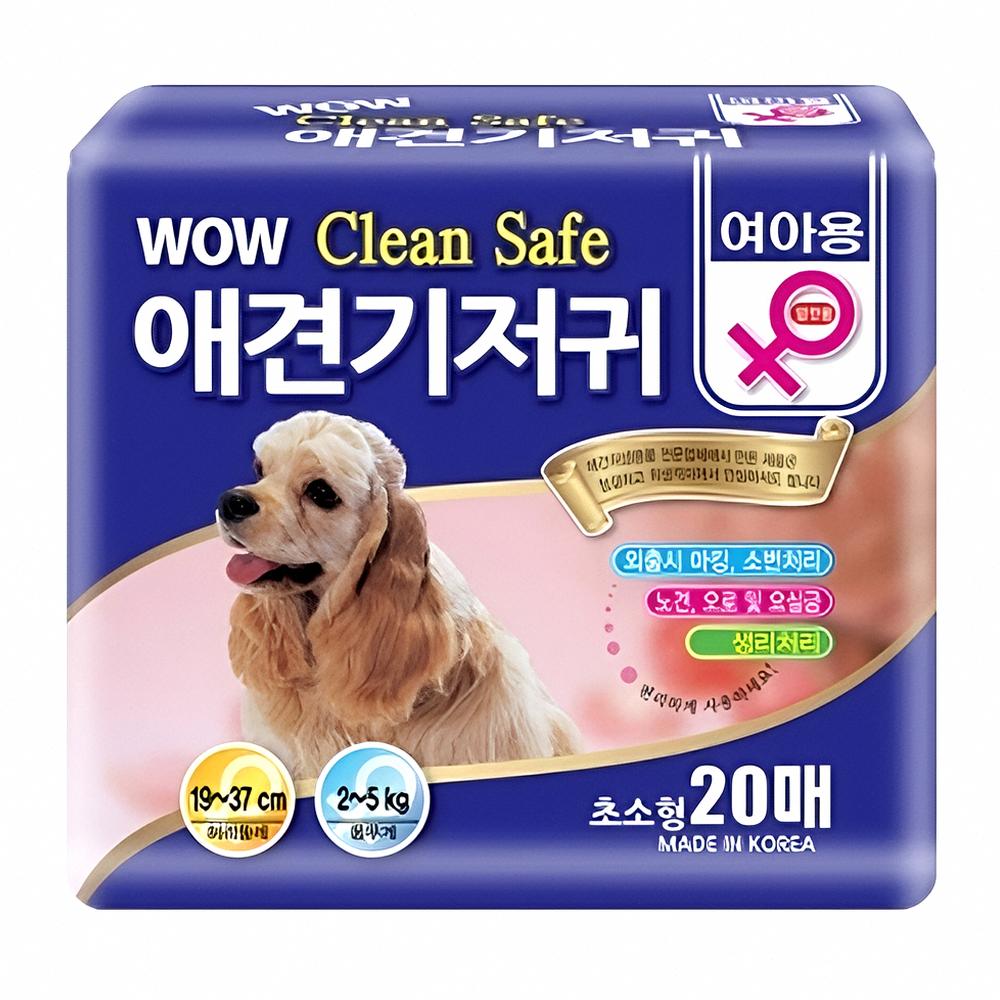 WOW
Clean Safe
애견기저귀
WOW Clean Safe
애견기저귀
여아용
외출시 마킹, 소변처리
노견, 요로 및 요실금
생리처리
19~37 cm
2~5 kg
초소형 20매
MADE IN KOREA